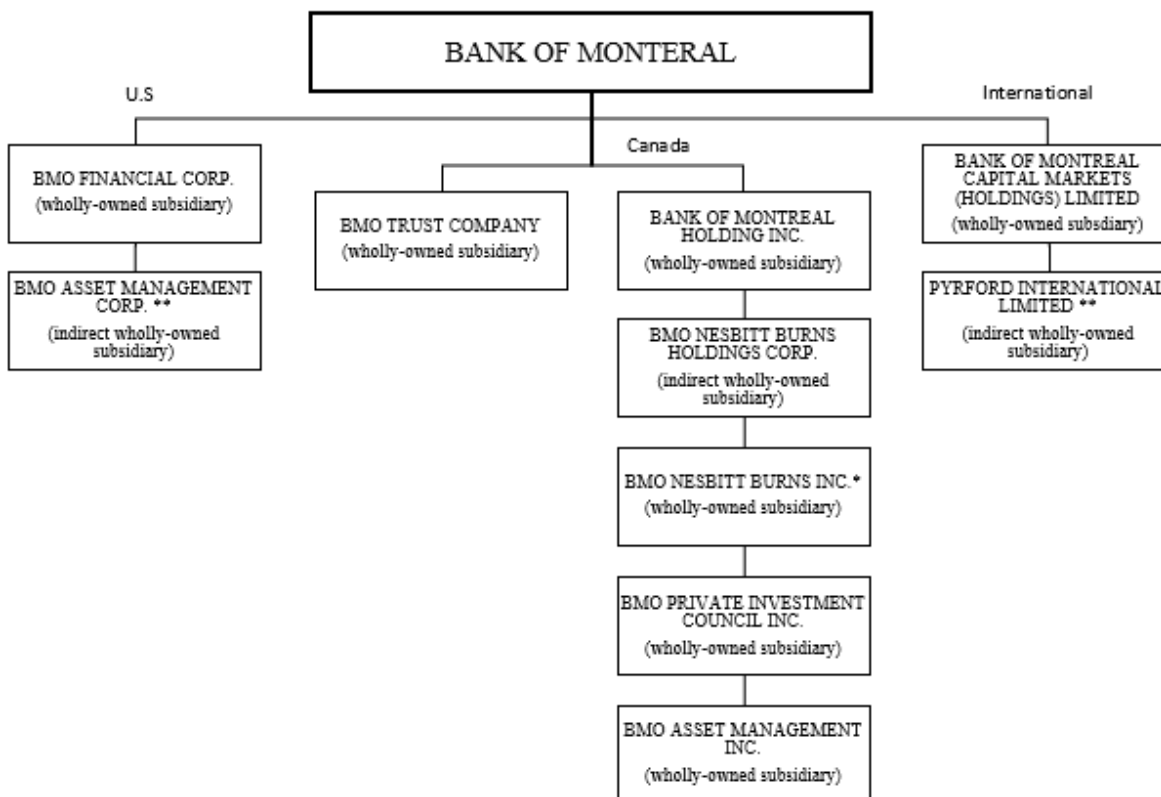 BANK OF MONTERAL
U.S
International
Canada
BMO FINANCIAL CORP.
(wholly-owned subsidiary)
BMO TRUST COMPANY
(wholly-owned subsidiary)
BANK OF MONTREAL
HOLDING INC.
(wholly-owned subsidiary)
BANK OF MONTREAL
CAPITAL MARKETS
(HOLDINGS) LIMITED
(wholly-owned subsdiary)
BMO ASSET MANAGEMENT
CORP. **
(indirect wholly-owned
subsidiary)
PYRFORD INTERNATIONAL
LIMITED **
(indirect wholly-owned
subsidiary)
BMO NESBITT BURNS
HOLDINGS CORP.
(indirect wholly-owned
subsidiary)
BMO NESBITT BURNS INC.*
(wholly-owned subsidiary)
BMO PRIVATE INVESTMENT
COUNCIL INC.
(wholly-owned subsidiary)
BMO ASSET MANAGEMENT
INC.
(wholly-owned subsidiary)